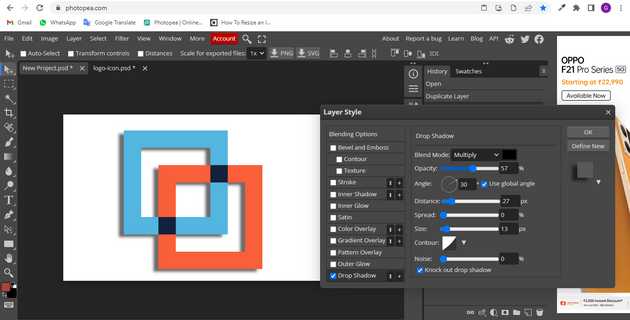 photopea.com
Gmail WhatsApp Google Translate Photopea | Online... How To Resize an I...
File Edit Image Layer Select Filter View Window More Account
About Report a bug Learn Blog API
Auto-Select Transform controls Distances Scale for exported files: 1x PNG SVG
New Project.psd * logo-icon.psd *
History Swatches
Open
Duplicate Layer
Layer Style
Blending Options
Bevel and Emboss
Contour
Texture
Stroke
Inner Shadow
Inner Glow
Satin
Color Overlay
Gradient Overlay
Pattern Overlay
Outer Glow
Drop Shadow
Drop Shadow
Blend Mode: Multiply
Opacity: 57 %
Angle: 30 ° Use global angle
Distance: 27 px
Spread: 0 %
Size: 13 px
Contour:
Noise: 0 %
Knock out drop shadow
OK
Define New
OPPO
F21 Pro Series 5G
Starting at ₹22,990
Available Now